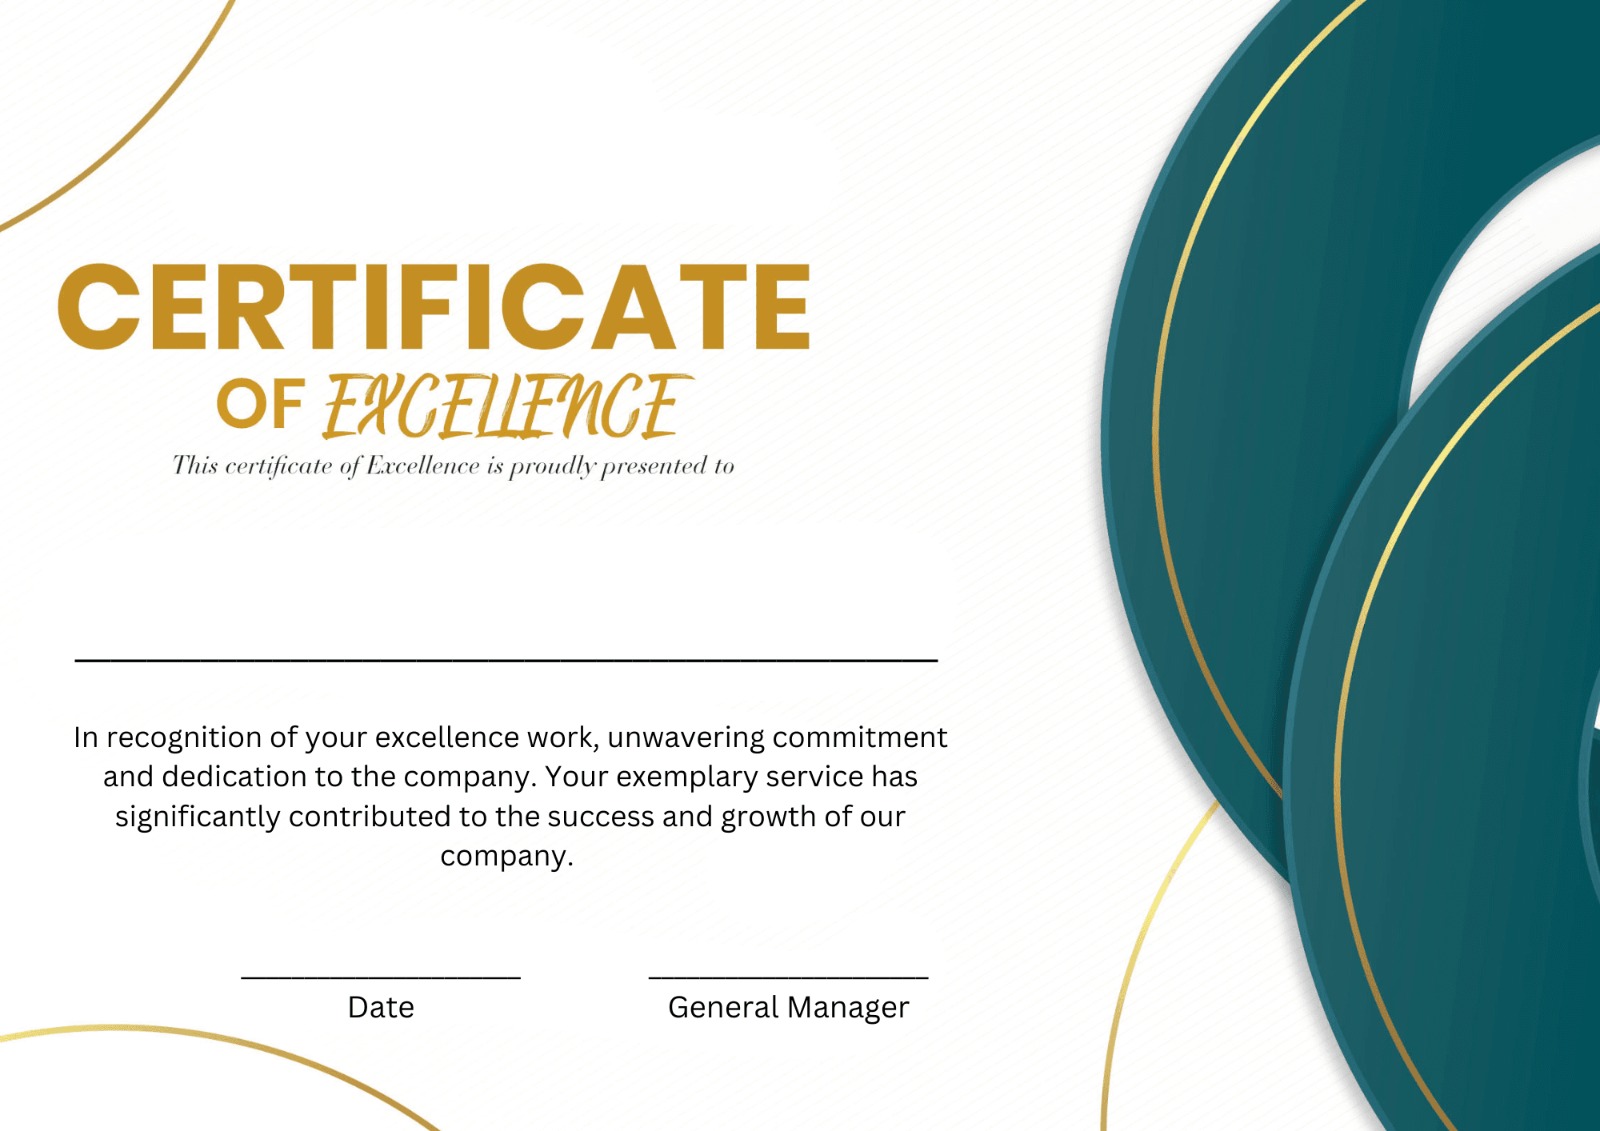 CERTIFICATE
OF EXCELLENCE
This certificate of Excellence is proudly presented to
In recognition of your excellence work, unwavering commitment
and dedication to the company. Your exemplary service has
significantly contributed to the success and growth of our
company.
Date
General Manager